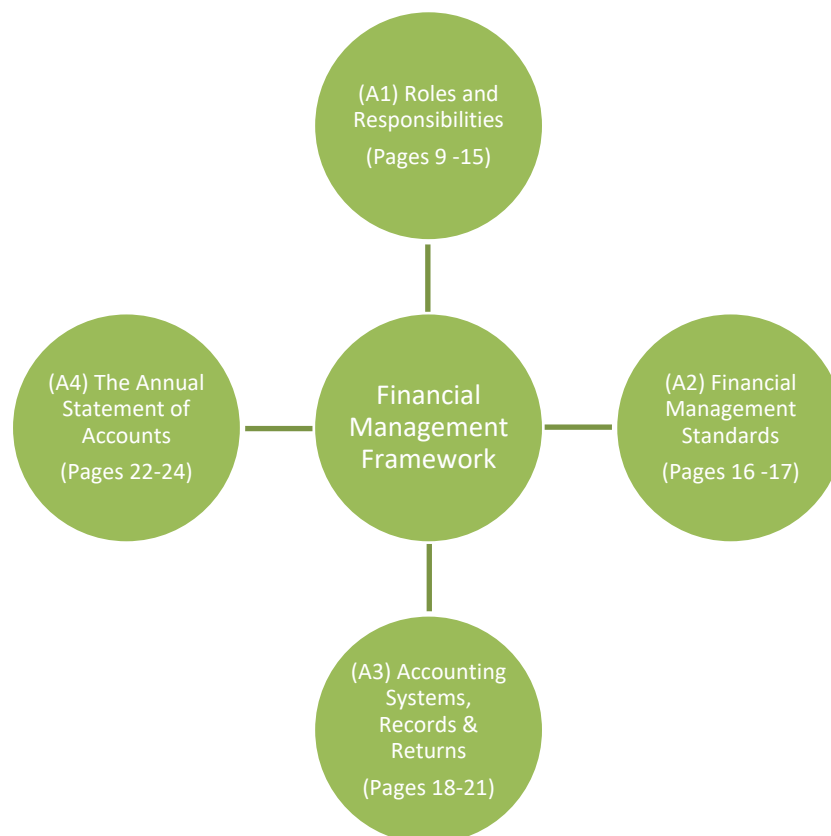 (A1) Roles and
Responsibilities
(Pages 9 -15)
(A4) The Annual
Statement of
Accounts
(Pages 22-24)
Financial
Management
Framework
(A2) Financial
Management
Standards
(Pages 16 -17)
(A3) Accounting
Systems,
Records &
Returns
(Pages 18-21)